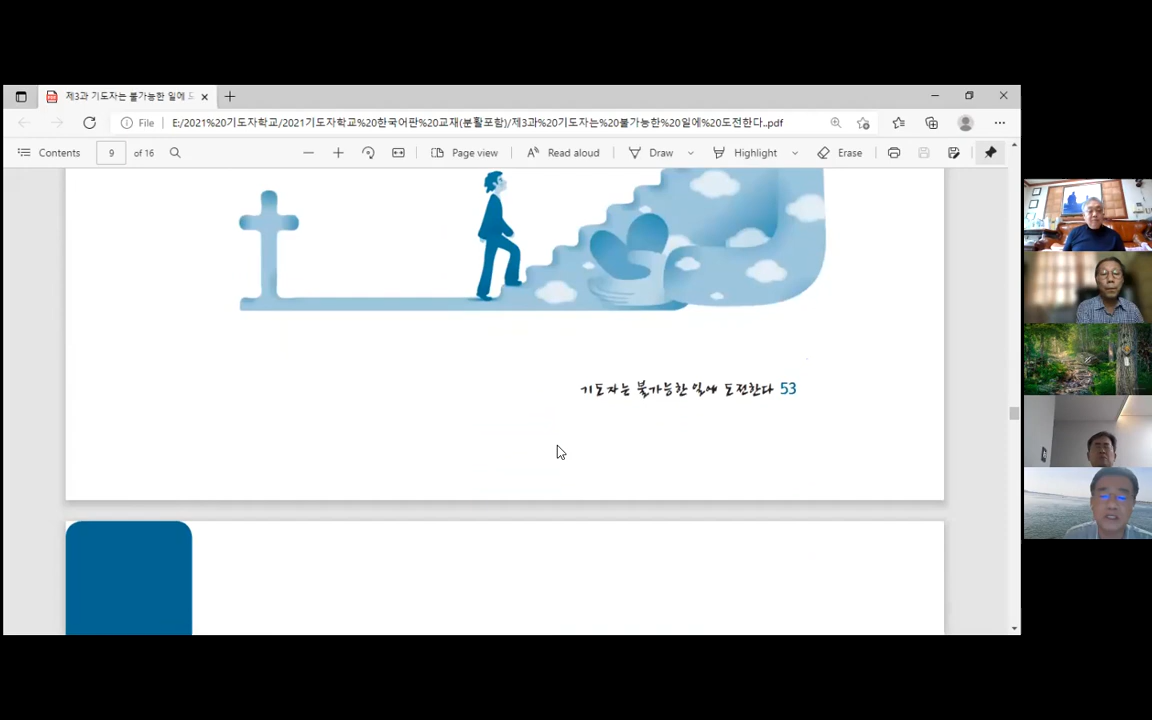 제3과 기도자는 불가능한 일에 도
File
E:/2021%20기도자학교/2021기도자학교%20한국어판%20교재(분활포함)/제3과%20기도자는%20불가능한%20일에%20도전한다..pdf
Contents
9 of 16
Page view
Read aloud
Draw
Highlight
Erase
기도자는 불가능한 일에 도전한다 53